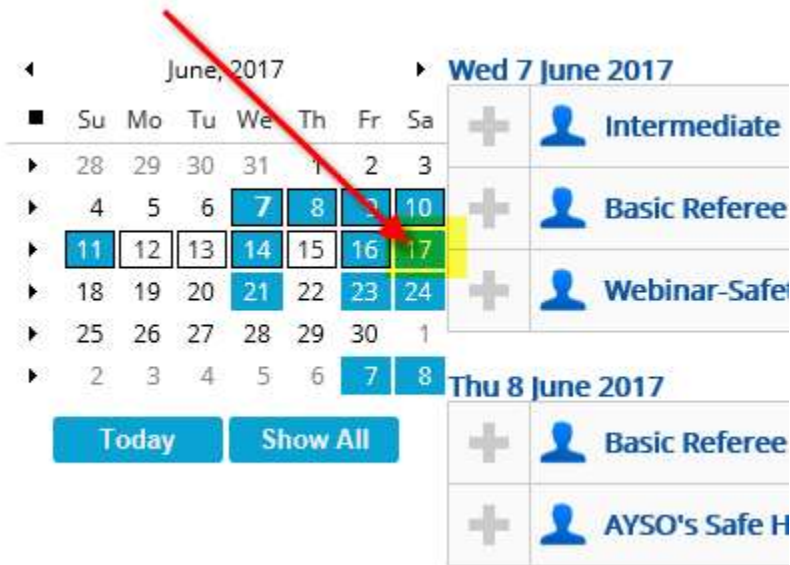 June, 2017
Su Mo Tu We Th Fr Sa
28 29 30 31 1 2 3
4 5 6 7 8 9 10
11 12 13 14 15 16 17
18 19 20 21 22 23 24
25 26 27 28 29 30 1
2 3 4 5 6 7 8
Today Show All
Wed 7 June 2017
Intermediate
Basic Referee
Webinar-Safet
Thu 8 June 2017
Basic Referee
AYSO's Safe H